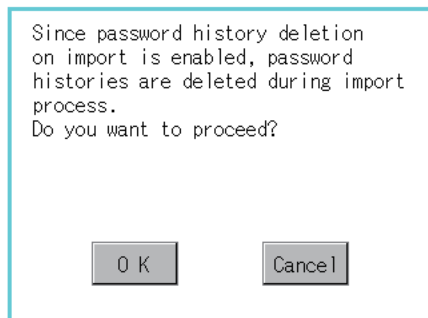 Since password history deletion
on import is enabled, password
histories are deleted during import
process.
Do you want to proceed?
O K
Cancel